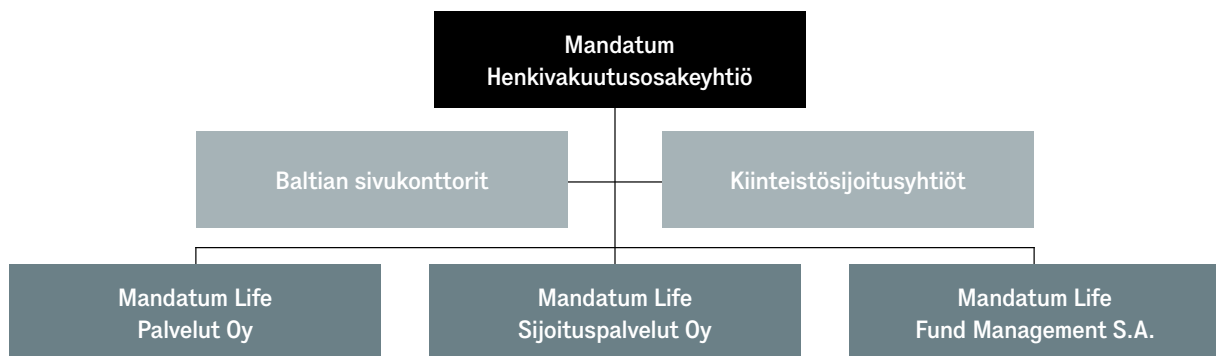 Mandatum
Henkivakuutusosakeyhtiö
Baltian sivukonttorit
Kiinteistösijoitusyhtiöt
Mandatum Life
Palvelut Oy
Mandatum Life
Sijoituspalvelut Oy
Mandatum Life
Fund Management S.A.